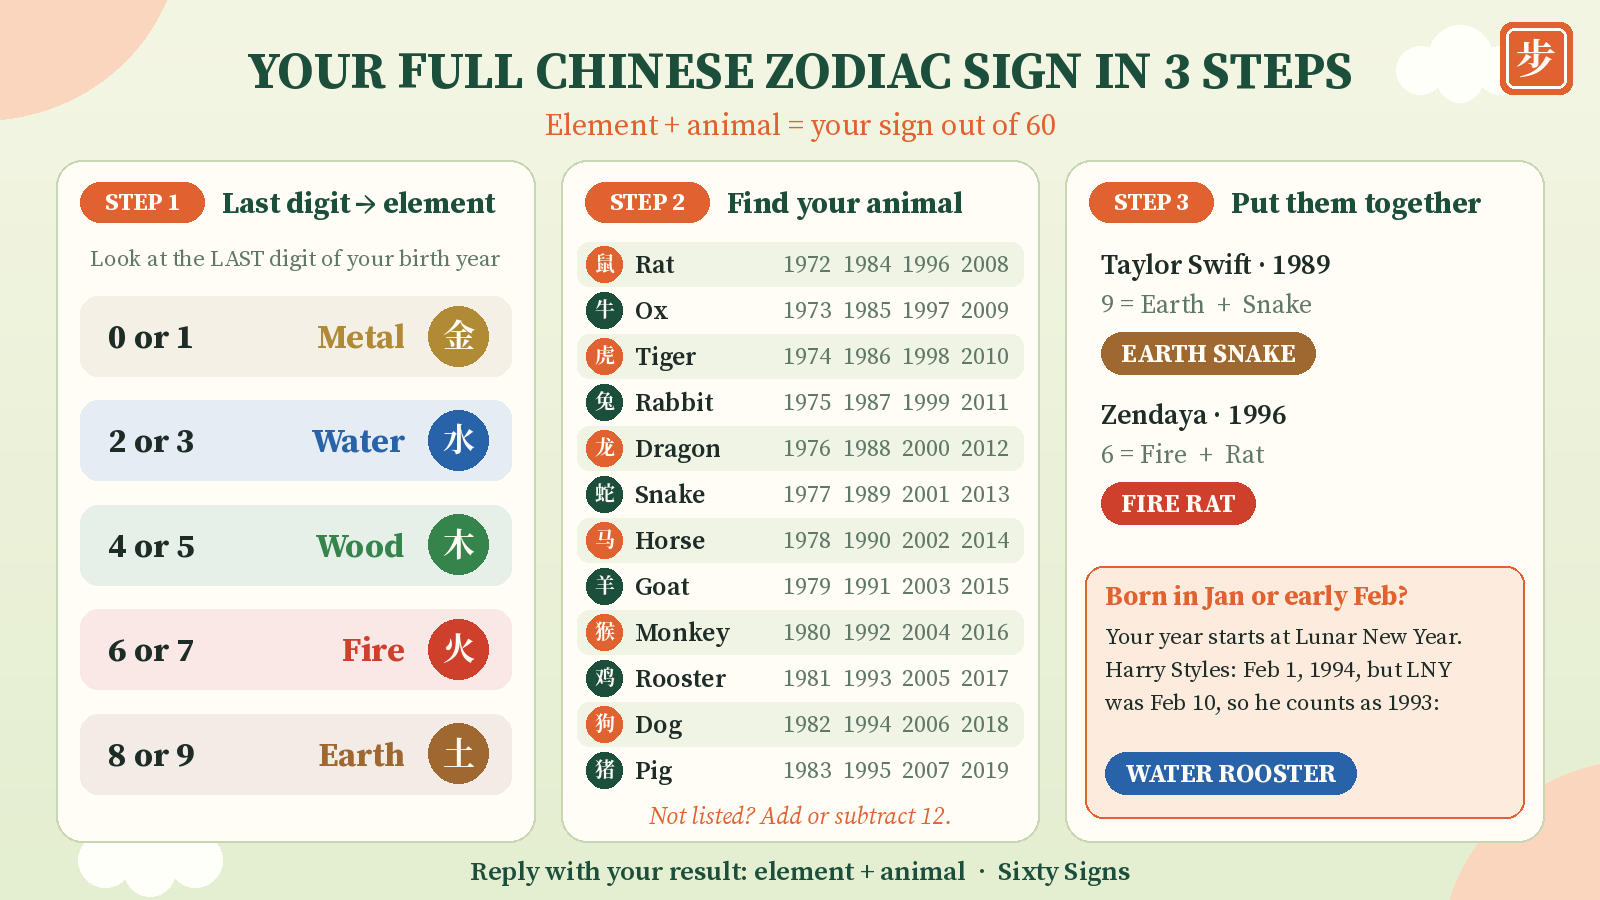 YOUR FULL CHINESE ZODIAC SIGN IN 3 STEPS
步
Element + animal = your sign out of 60
STEP 1 Last digit → element
Look at the LAST digit of your birth year
0 or 1 Metal 金
2 or 3 Water 水
4 or 5 Wood 木
6 or 7 Fire 火
8 or 9 Earth 土
STEP 2 Find your animal
鼠 Rat 1972 1984 1996 2008
牛 Ox 1973 1985 1997 2009
虎 Tiger 1974 1986 1998 2010
兔 Rabbit 1975 1987 1999 2011
龙 Dragon 1976 1988 2000 2012
蛇 Snake 1977 1989 2001 2013
马 Horse 1978 1990 2002 2014
羊 Goat 1979 1991 2003 2015
猴 Monkey 1980 1992 2004 2016
鸡 Rooster 1981 1993 2005 2017
狗 Dog 1982 1994 2006 2018
猪 Pig 1983 1995 2007 2019
Not listed? Add or subtract 12.
STEP 3 Put them together
Taylor Swift · 1989
9 = Earth + Snake
EARTH SNAKE
Zendaya · 1996
6 = Fire + Rat
FIRE RAT
Born in Jan or early Feb?
Your year starts at Lunar New Year.
Harry Styles: Feb 1, 1994, but LNY
was Feb 10, so he counts as 1993:
WATER ROOSTER
Reply with your result: element + animal · Sixty Signs